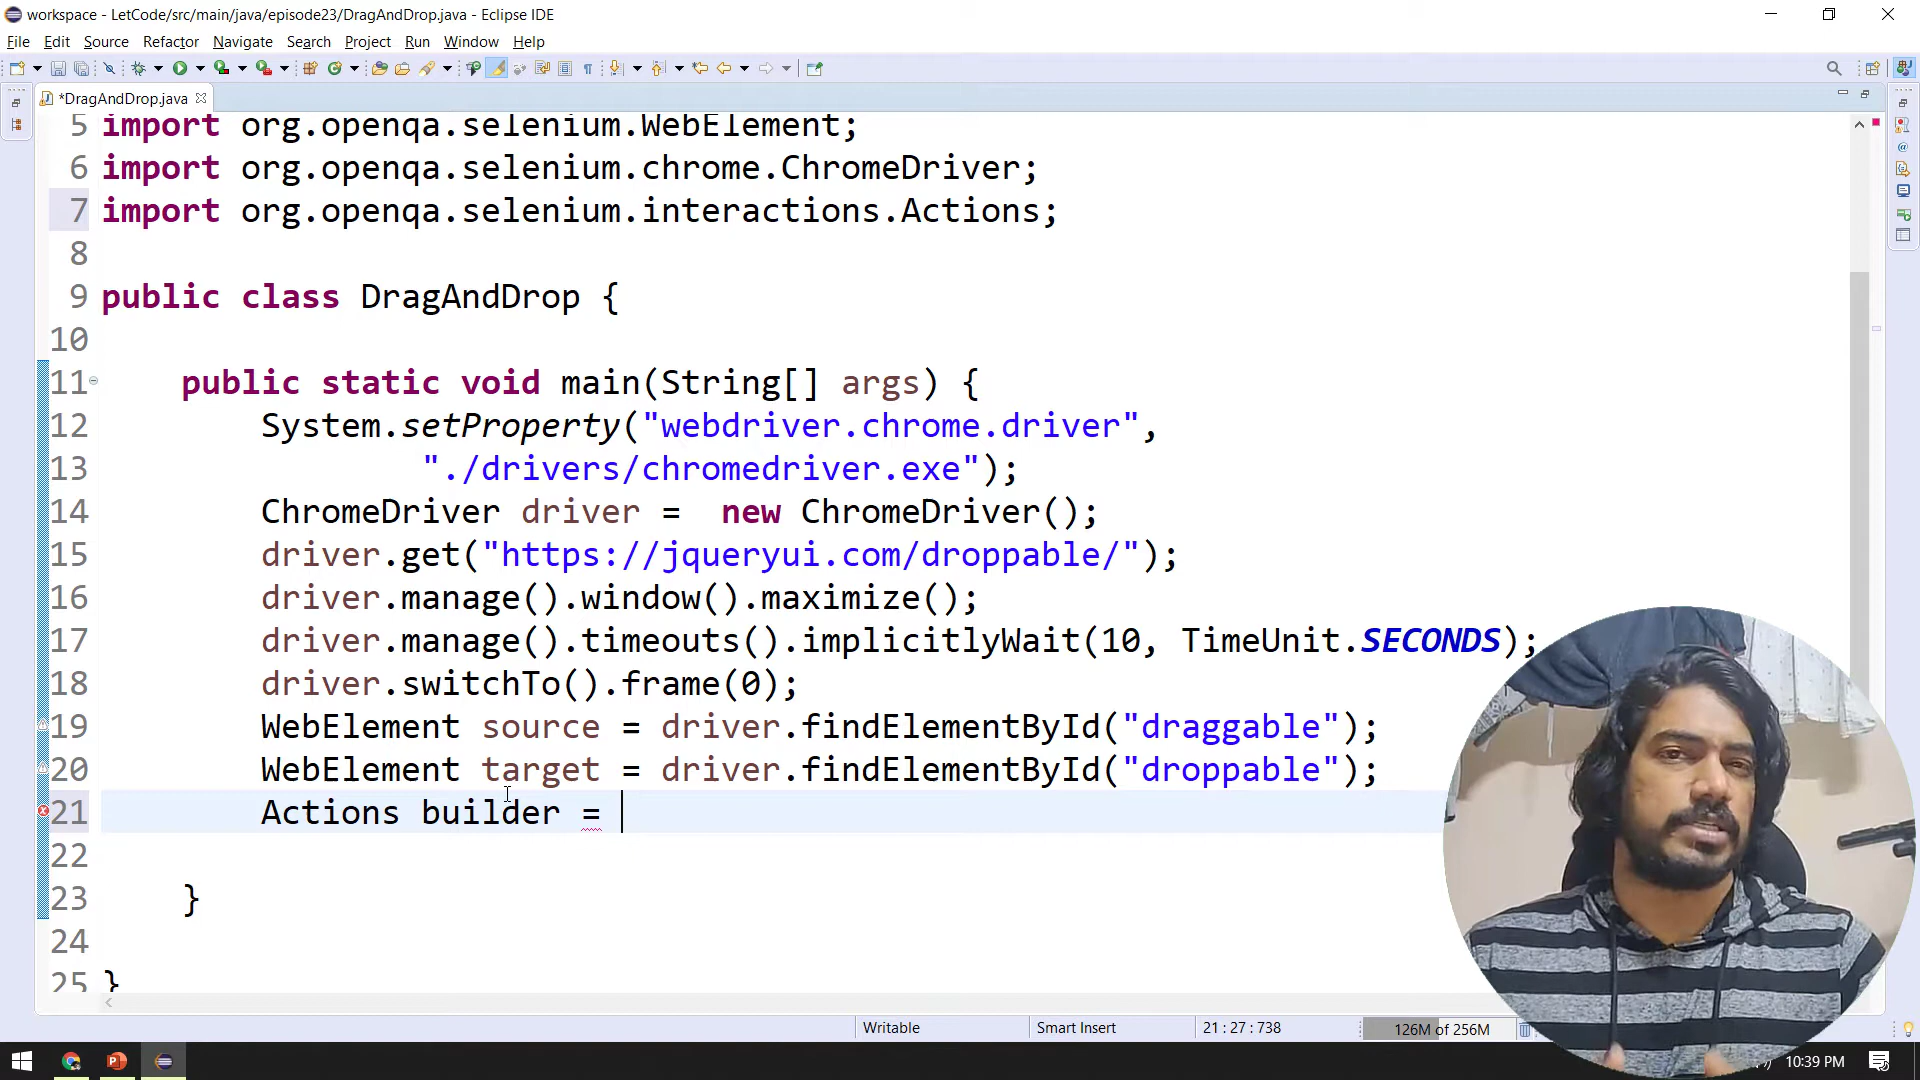 workspace - LetCode/src/main/java/episode23/DragAndDrop.java - Eclipse IDE
File Edit Source Refactor Navigate Search Project Run Window Help
*DragAndDrop.java
5 import org.openqa.selenium.WebElement;
6 import org.openqa.selenium.chrome.ChromeDriver;
7 import org.openqa.selenium.interactions.Actions;
8
9 public class DragAndDrop {
10
11 public static void main(String[] args) {
12 System.setProperty("webdriver.chrome.driver",
13 "./drivers/chromedriver.exe");
14 ChromeDriver driver =  new ChromeDriver();
15 driver.get("https://jqueryui.com/droppable/");
16 driver.manage().window().maximize();
17 driver.manage().timeouts().implicitlyWait(10, TimeUnit.SECONDS);
18 driver.switchTo().frame(0);
19 WebElement source = driver.findElementById("draggable");
20 WebElement target = driver.findElementById("droppable");
21 Actions builder =
22
23 }
24
25 }
Writable Smart Insert 21 : 27 : 738 126M of 256M
10:39 PM